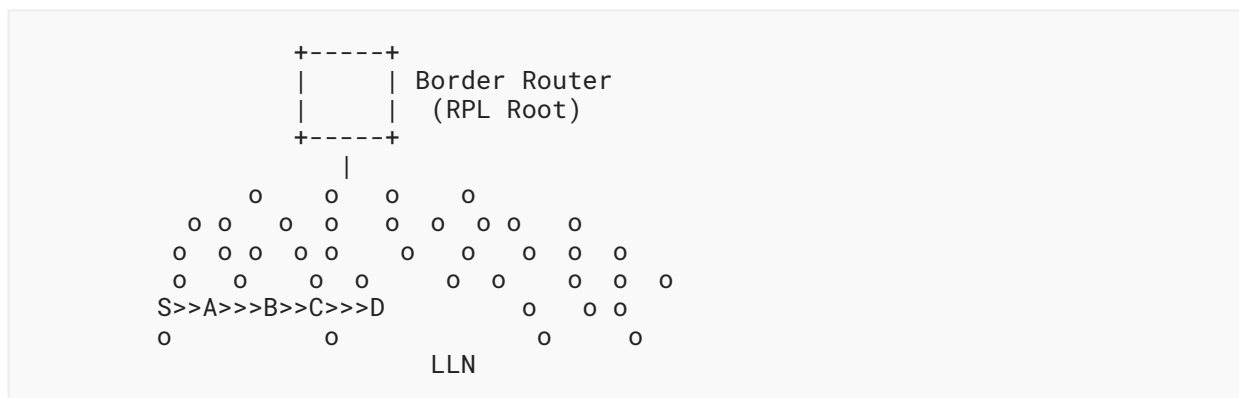 +-----+
|     | Border Router
|     |  (RPL Root)
+-----+
|
o    o   o    o
o o   o  o   o  o  o o   o
o  o o  o o    o   o   o  o  o
o   o    o  o     o  o    o  o  o
S>>A>>>B>>C>>>D         o   o o
o          o             o     o
LLN